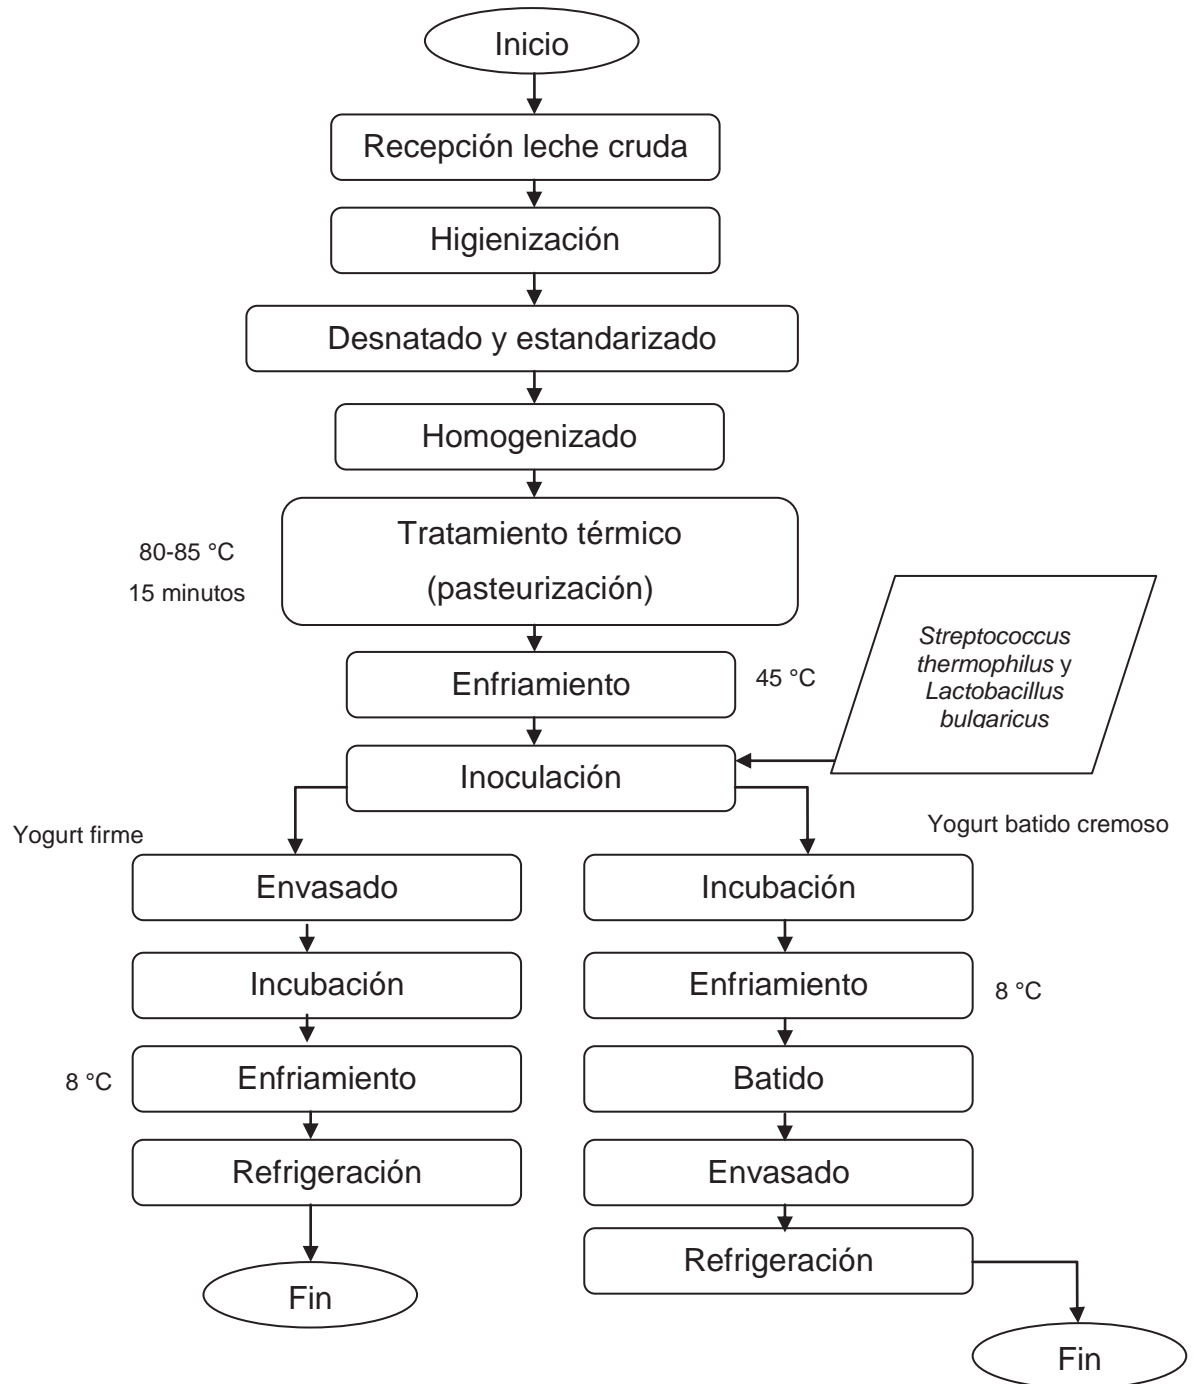 Inicio
Recepción leche cruda
Higienización
Desnatado y estandarizado
Homogenizado
80-85 °C
15 minutos
Tratamiento térmico
(pasteurización)
Enfriamiento
45 °C
Streptococcus
thermophilus y
Lactobacillus
bulgaricus
Inoculación
Yogurt firme
Envasado
Incubación
8 °C
Enfriamiento
Refrigeración
Fin
Yogurt batido cremoso
Incubación
Enfriamiento
8 °C
Batido
Envasado
Refrigeración
Fin